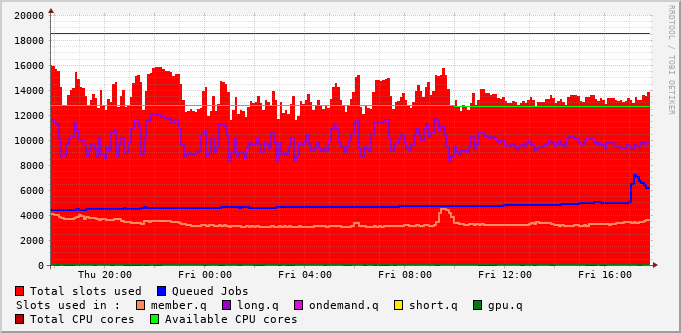 20000
18000
16000
14000
12000
10000
8000
6000
4000
2000
0
Thu 20:00 Fri 00:00 Fri 04:00 Fri 08:00 Fri 12:00 Fri 16:00
Total slots used Queued Jobs
Slots used in : member.q long.q ondemand.q short.q gpu.q
Total CPU cores Available CPU cores
RRDTOOL / TOBI OETIKER